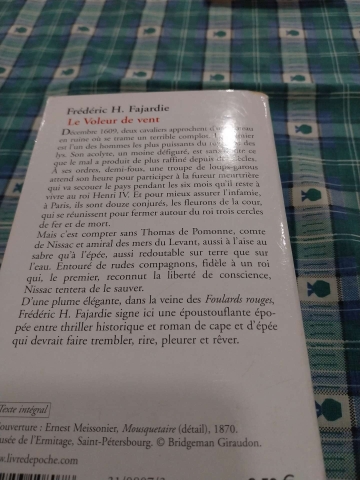 Frédéric H. Fajardie
Le Voleur de vent
Décembre 1609, deux cavaliers approchent d'un
en ruine où se trame un terrible complot.
est l'un des hommes les plus puissants du
lys. Son acolyte, un moine défiguré, est sans
que le mal a produit de plus raffiné depuis
À ses ordres, demi-fous, une troupe de loups-garous
attend son heure pour participer à la fureur meurtrière
qui va secouer le pays pendant les six mois qu'il reste à
vivre au roi Henri IV. Et pour mieux assurer l'infamie,
à Paris, ils sont douze conjurés, les fleurons de la cour,
qui se réunissent pour fermer autour du roi trois cercles
de fer et de mort.
Mais c'est compter sans Thomas de Pomonne, comte
de Nissac et amiral des mers du Levant, aussi à l'aise au
sabre qu'à l'épée, aussi redoutable sur terre que sur
l'eau. Entouré de rudes compagnons, fidèle à un roi
qui, le premier, reconnut la liberté de conscience,
Nissac tentera de le sauver.
D'une plume élégante, dans la veine des Foulards rouges,
Frédéric H. Fajardie signe ici une époustouflante épo-
pée entre thriller historique et roman de cape et d'épée
qui devrait faire trembler, rire, pleurer et rêver.
Texte intégral
Couverture : Ernest Meissonier, Mousquetaire (détail), 1870.
Musée de l'Ermitage, Saint-Pétersbourg. © Bridgeman Giraudon.
www.livredepoche.com